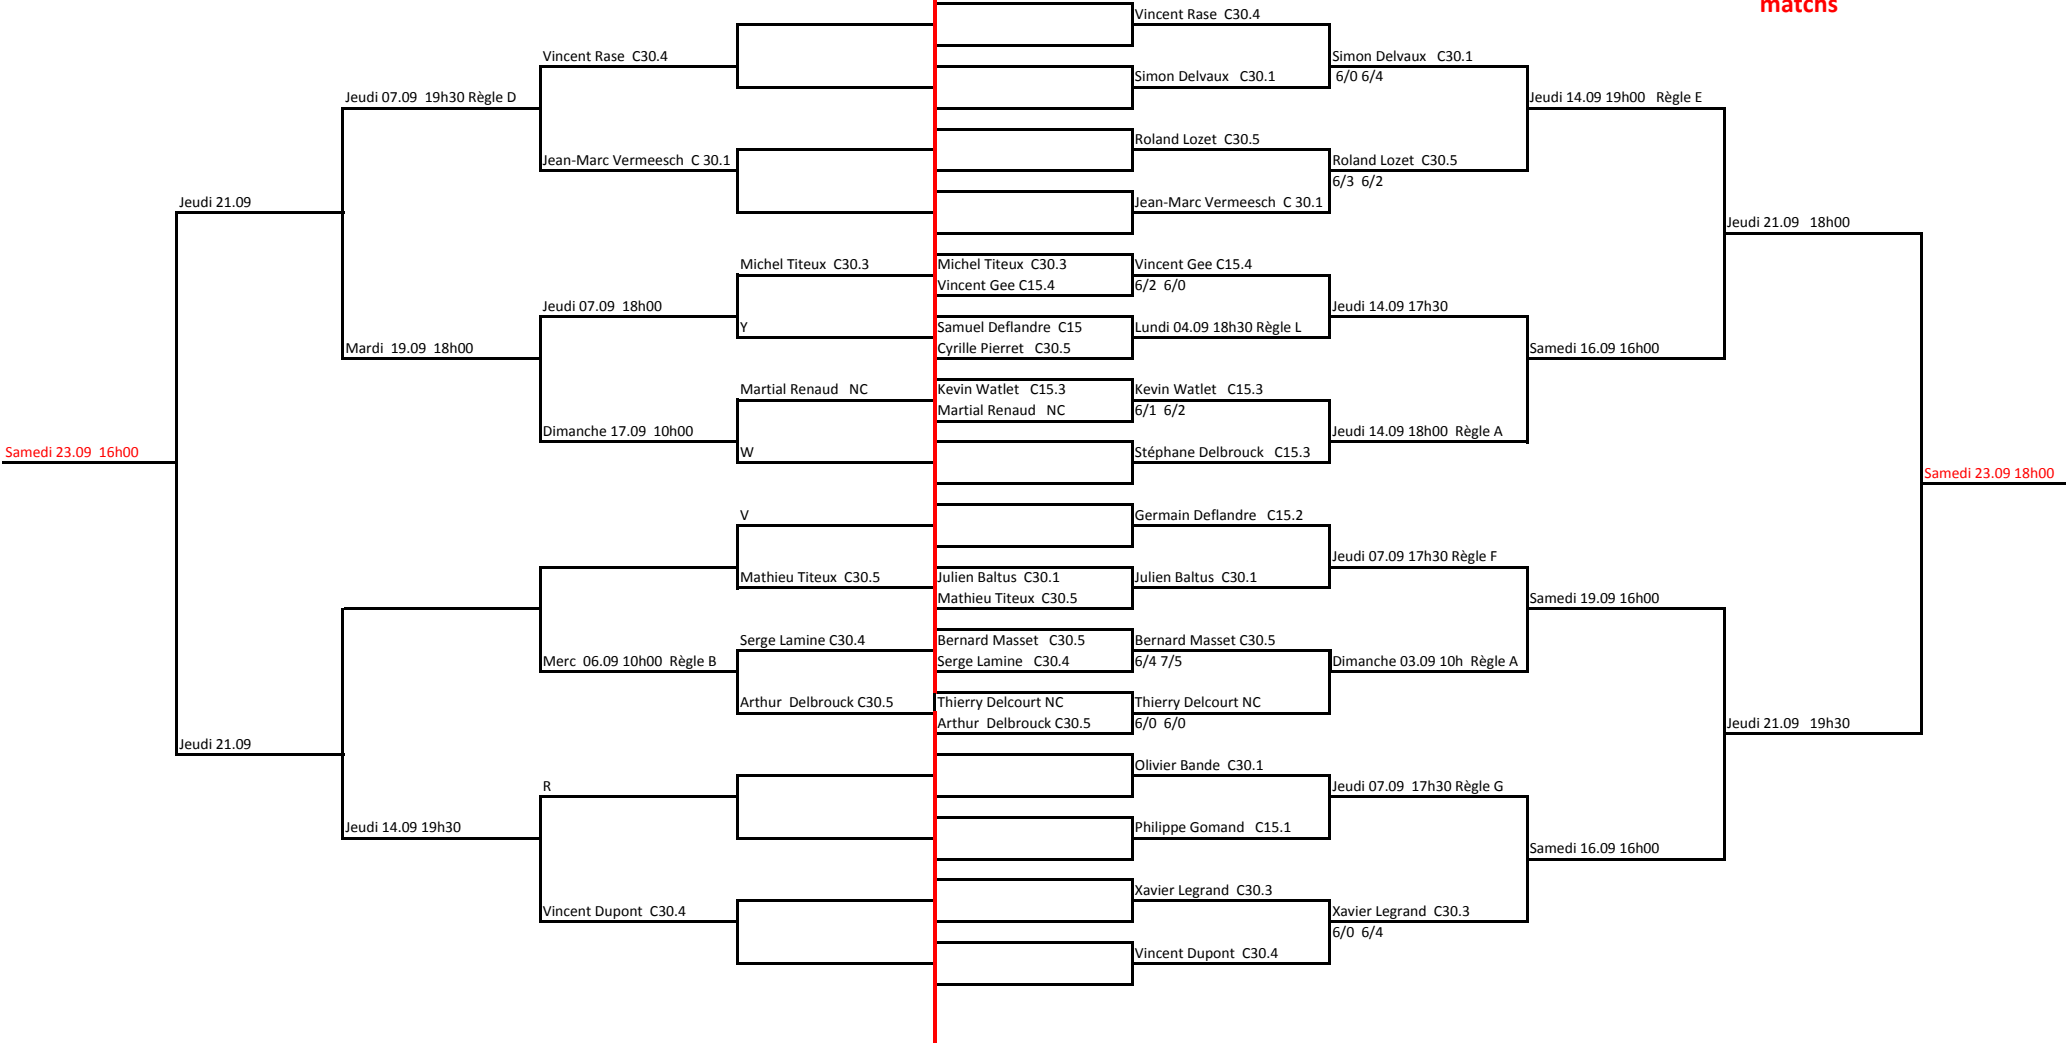 matchs
Vincent Rase C30.4
Vincent Rase C30.4
Simon Delvaux C30.1
Simon Delvaux C30.1
6/0 6/4
Jeudi 07.09 19h30 Règle D
Jeudi 14.09 19h00 Règle E
Roland Lozet C30.5
Jean-Marc Vermeesch C 30.1
Roland Lozet C30.5
6/3 6/2
Jeudi 21.09
Jean-Marc Vermeesch C 30.1
Jeudi 21.09 18h00
Michel Titeux C30.3
Michel Titeux C30.3
Vincent Gee C15.4
Vincent Gee C15.4
6/2 6/0
Jeudi 07.09 18h00
Jeudi 14.09 17h30
Y
Samuel Deflandre C15
Lundi 04.09 18h30 Règle L
Mardi 19.09 18h00
Cyrille Pierret C30.5
Samedi 16.09 16h00
Martial Renaud NC
Kevin Watlet C15.3
Kevin Watlet C15.3
Martial Renaud NC
6/1 6/2
Dimanche 17.09 10h00
Jeudi 14.09 18h00 Règle A
Samedi 23.09 16h00
W
Stéphane Delbrouck C15.3
Samedi 23.09 18h00
V
Germain Deflandre C15.2
Jeudi 07.09 17h30 Règle F
Mathieu Titeux C30.5
Julien Baltus C30.1
Julien Baltus C30.1
Mathieu Titeux C30.5
Samedi 19.09 16h00
Serge Lamine C30.4
Bernard Masset C30.5
Bernard Masset C30.5
Merc 06.09 10h00 Règle B
Serge Lamine C30.4
6/4 7/5
Dimanche 03.09 10h Règle A
Arthur Delbrouck C30.5
Thierry Delcourt NC
Thierry Delcourt NC
Arthur Delbrouck C30.5
6/0 6/0
Jeudi 21.09 19h30
Jeudi 21.09
Olivier Bande C30.1
R
Jeudi 07.09 17h30 Règle G
Jeudi 14.09 19h30
Philippe Gomand C15.1
Samedi 16.09 16h00
Xavier Legrand C30.3
Vincent Dupont C30.4
Xavier Legrand C30.3
6/0 6/4
Vincent Dupont C30.4